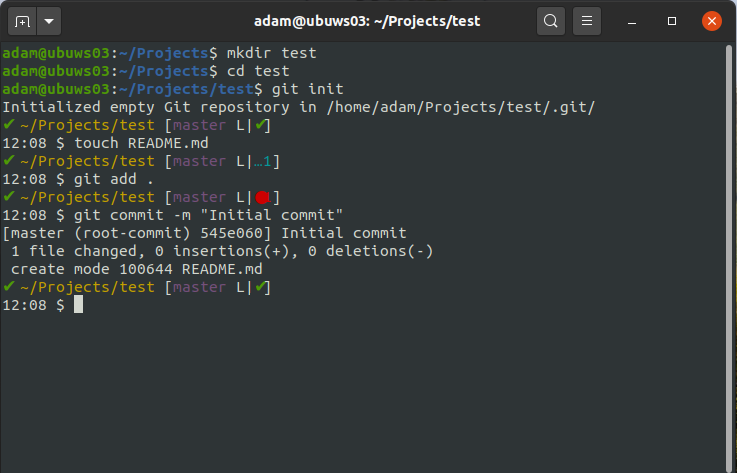 adam@ubuws03: ~/Projects/test
adam@ubuws03:~/Projects$ mkdir test
adam@ubuws03:~/Projects$ cd test
adam@ubuws03:~/Projects/test$ git init
Initialized empty Git repository in /home/adam/Projects/test/.git/
✔ ~/Projects/test [master L|✔]
12:08 $ touch README.md
✔ ~/Projects/test [master L|…1]
12:08 $ git add .
✔ ~/Projects/test [master L|●]
12:08 $ git commit -m "Initial commit"
[master (root-commit) 545e060] Initial commit
 1 file changed, 0 insertions(+), 0 deletions(-)
 create mode 100644 README.md
✔ ~/Projects/test [master L|✔]
12:08 $